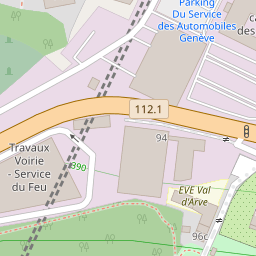 Parking
Du Service
des Automobiles
Genève
112.1
94
Travaux
Voirie
- Service
du Feu
390
EVE Val
d'Arve
96c